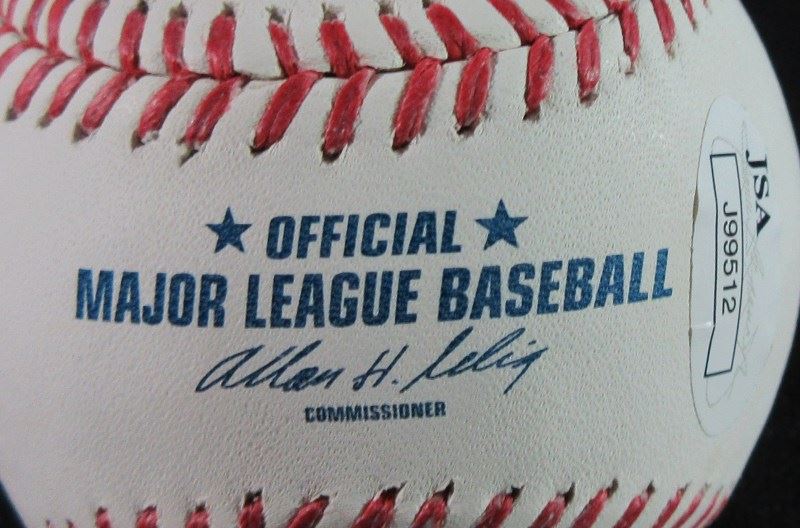 OFFICIAL
MAJOR LEAGUE BASEBALL
Allan H. Selig
COMMISSIONER
JSA
J99512